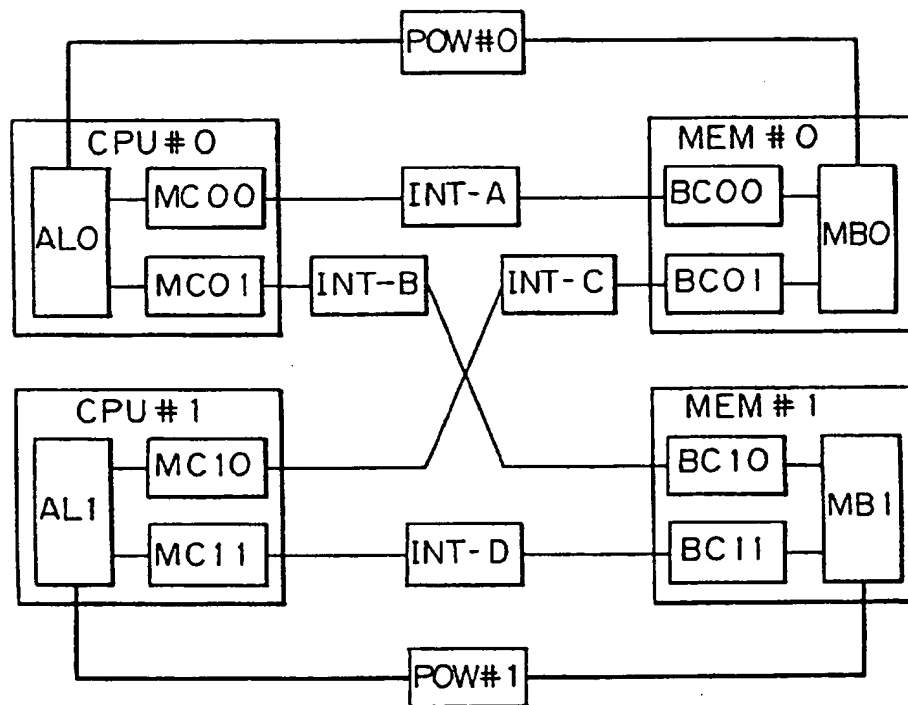 POW#0
CPU#0
MEM#0
AL0
MC00
INT-A
BC00
MB0
MC01
INT-B
INT-C
BC01
CPU#1
MEM#1
AL1
MC10
BC10
MB1
MC11
INT-D
BC11
POW#1